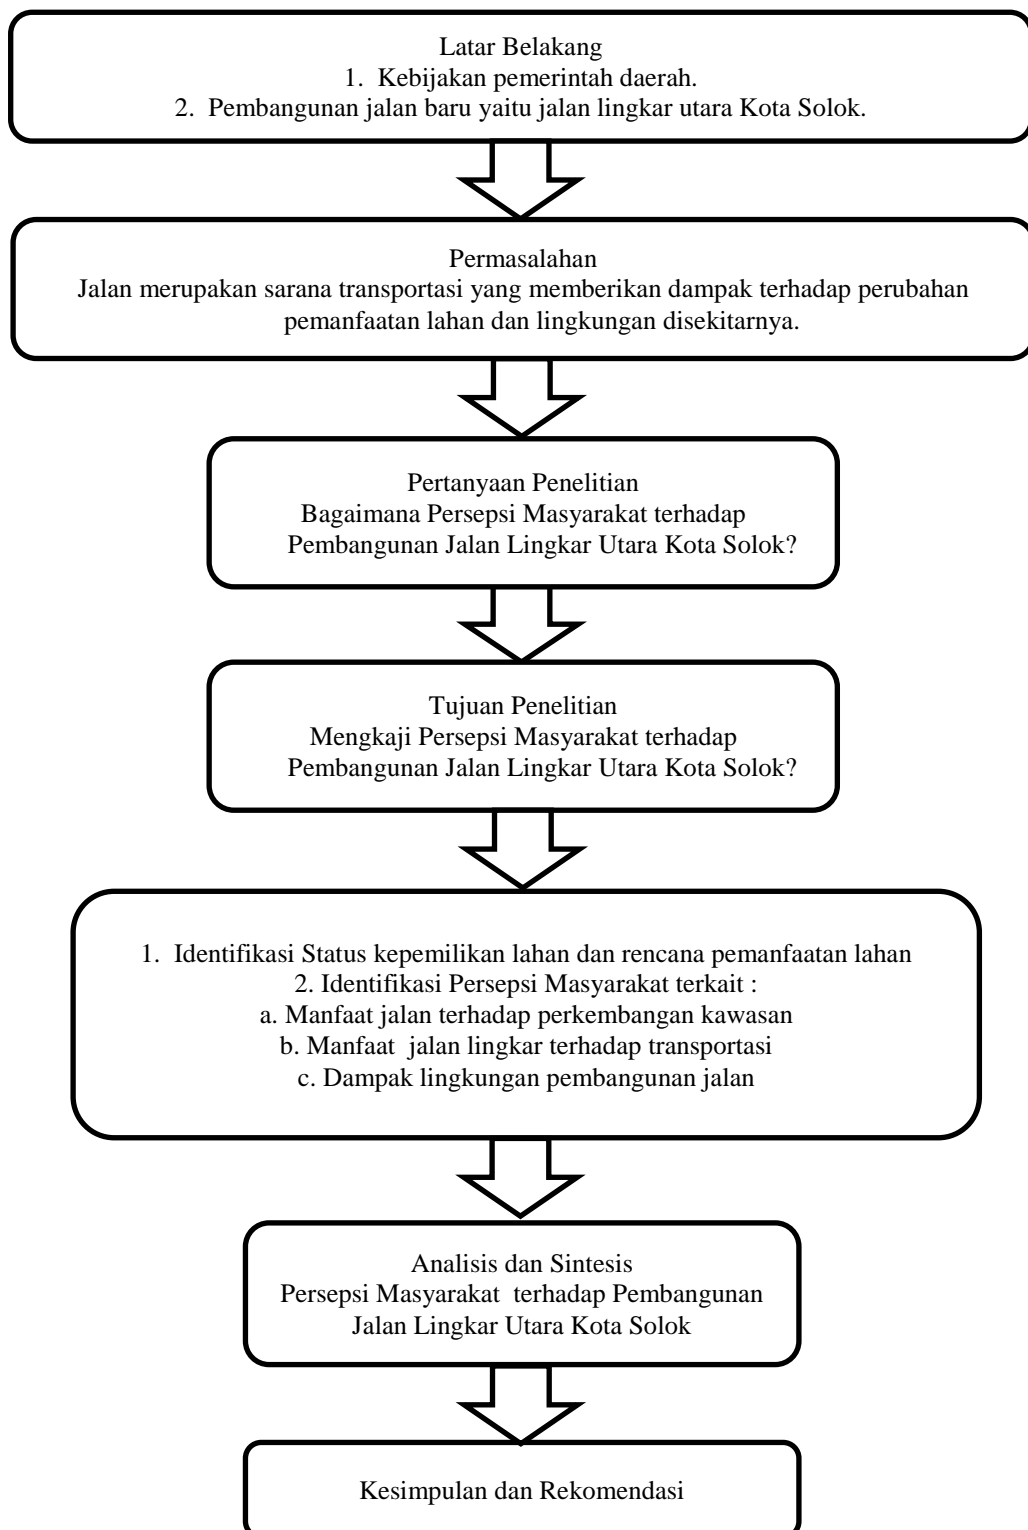 Latar Belakang
1. Kebijakan pemerintah daerah.
2. Pembangunan jalan baru yaitu jalan lingkar utara Kota Solok.
Permasalahan
Jalan merupakan sarana transportasi yang memberikan dampak terhadap perubahan
pemanfaatan lahan dan lingkungan disekitarnya.
Pertanyaan Penelitian
Bagaimana Persepsi Masyarakat terhadap
Pembangunan Jalan Lingkar Utara Kota Solok?
Tujuan Penelitian
Mengkaji Persepsi Masyarakat terhadap
Pembangunan Jalan Lingkar Utara Kota Solok?
1. Identifikasi Status kepemilikan lahan dan rencana pemanfaatan lahan
2. Identifikasi Persepsi Masyarakat terkait :
a. Manfaat jalan terhadap perkembangan kawasan
b. Manfaat jalan lingkar terhadap transportasi
c. Dampak lingkungan pembangunan jalan
Analisis dan Sintesis
Persepsi Masyarakat terhadap Pembangunan
Jalan Lingkar Utara Kota Solok
Kesimpulan dan Rekomendasi